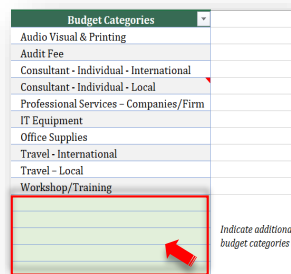 Budget Categories
Audio Visual & Printing
Audit Fee
Consultant - Individual - International
Consultant - Individual - Local
Professional Services – Companies/Firm
IT Equipment
Office Supplies
Travel - International
Travel – Local
Workshop/Training
Indicate additiona
budget categories